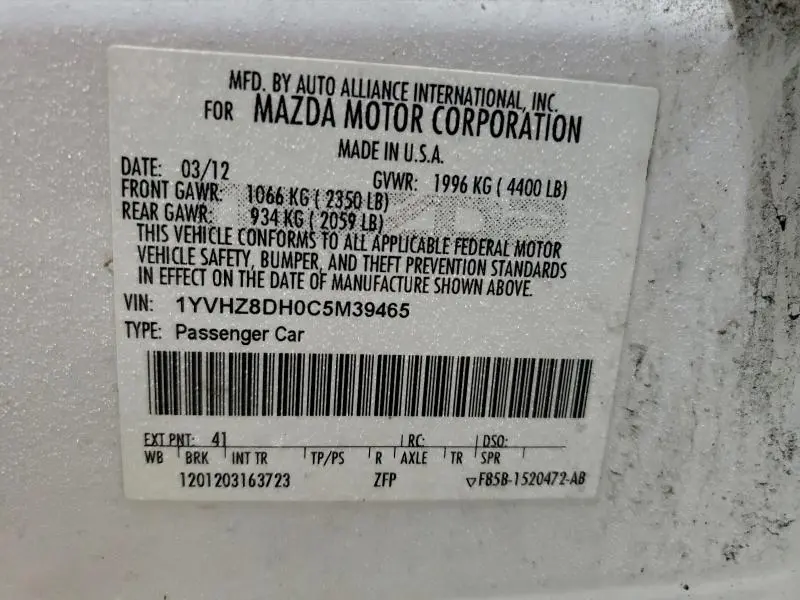 MFD. BY AUTO ALLIANCE INTERNATIONAL, INC.
FOR MAZDA MOTOR CORPORATION
MADE IN U.S.A.
DATE: 03/12 GVWR: 1996 KG ( 4400 LB)
FRONT GAWR: 1066 KG ( 2350 LB)
REAR GAWR: 934 KG ( 2059 LB)
THIS VEHICLE CONFORMS TO ALL APPLICABLE FEDERAL MOTOR
VEHICLE SAFETY, BUMPER, AND THEFT PREVENTION STANDARDS
IN EFFECT ON THE DATE OF MANUFACTURE SHOWN ABOVE.
VIN: 1YVHZ8DH0C5M39465
TYPE: Passenger Car
EXT PNT: 41 RC: DSO:
WB BRK INT TR TP/PS R AXLE TR SPR
1201203163723 ZFP ▽F85B-1520472-AB